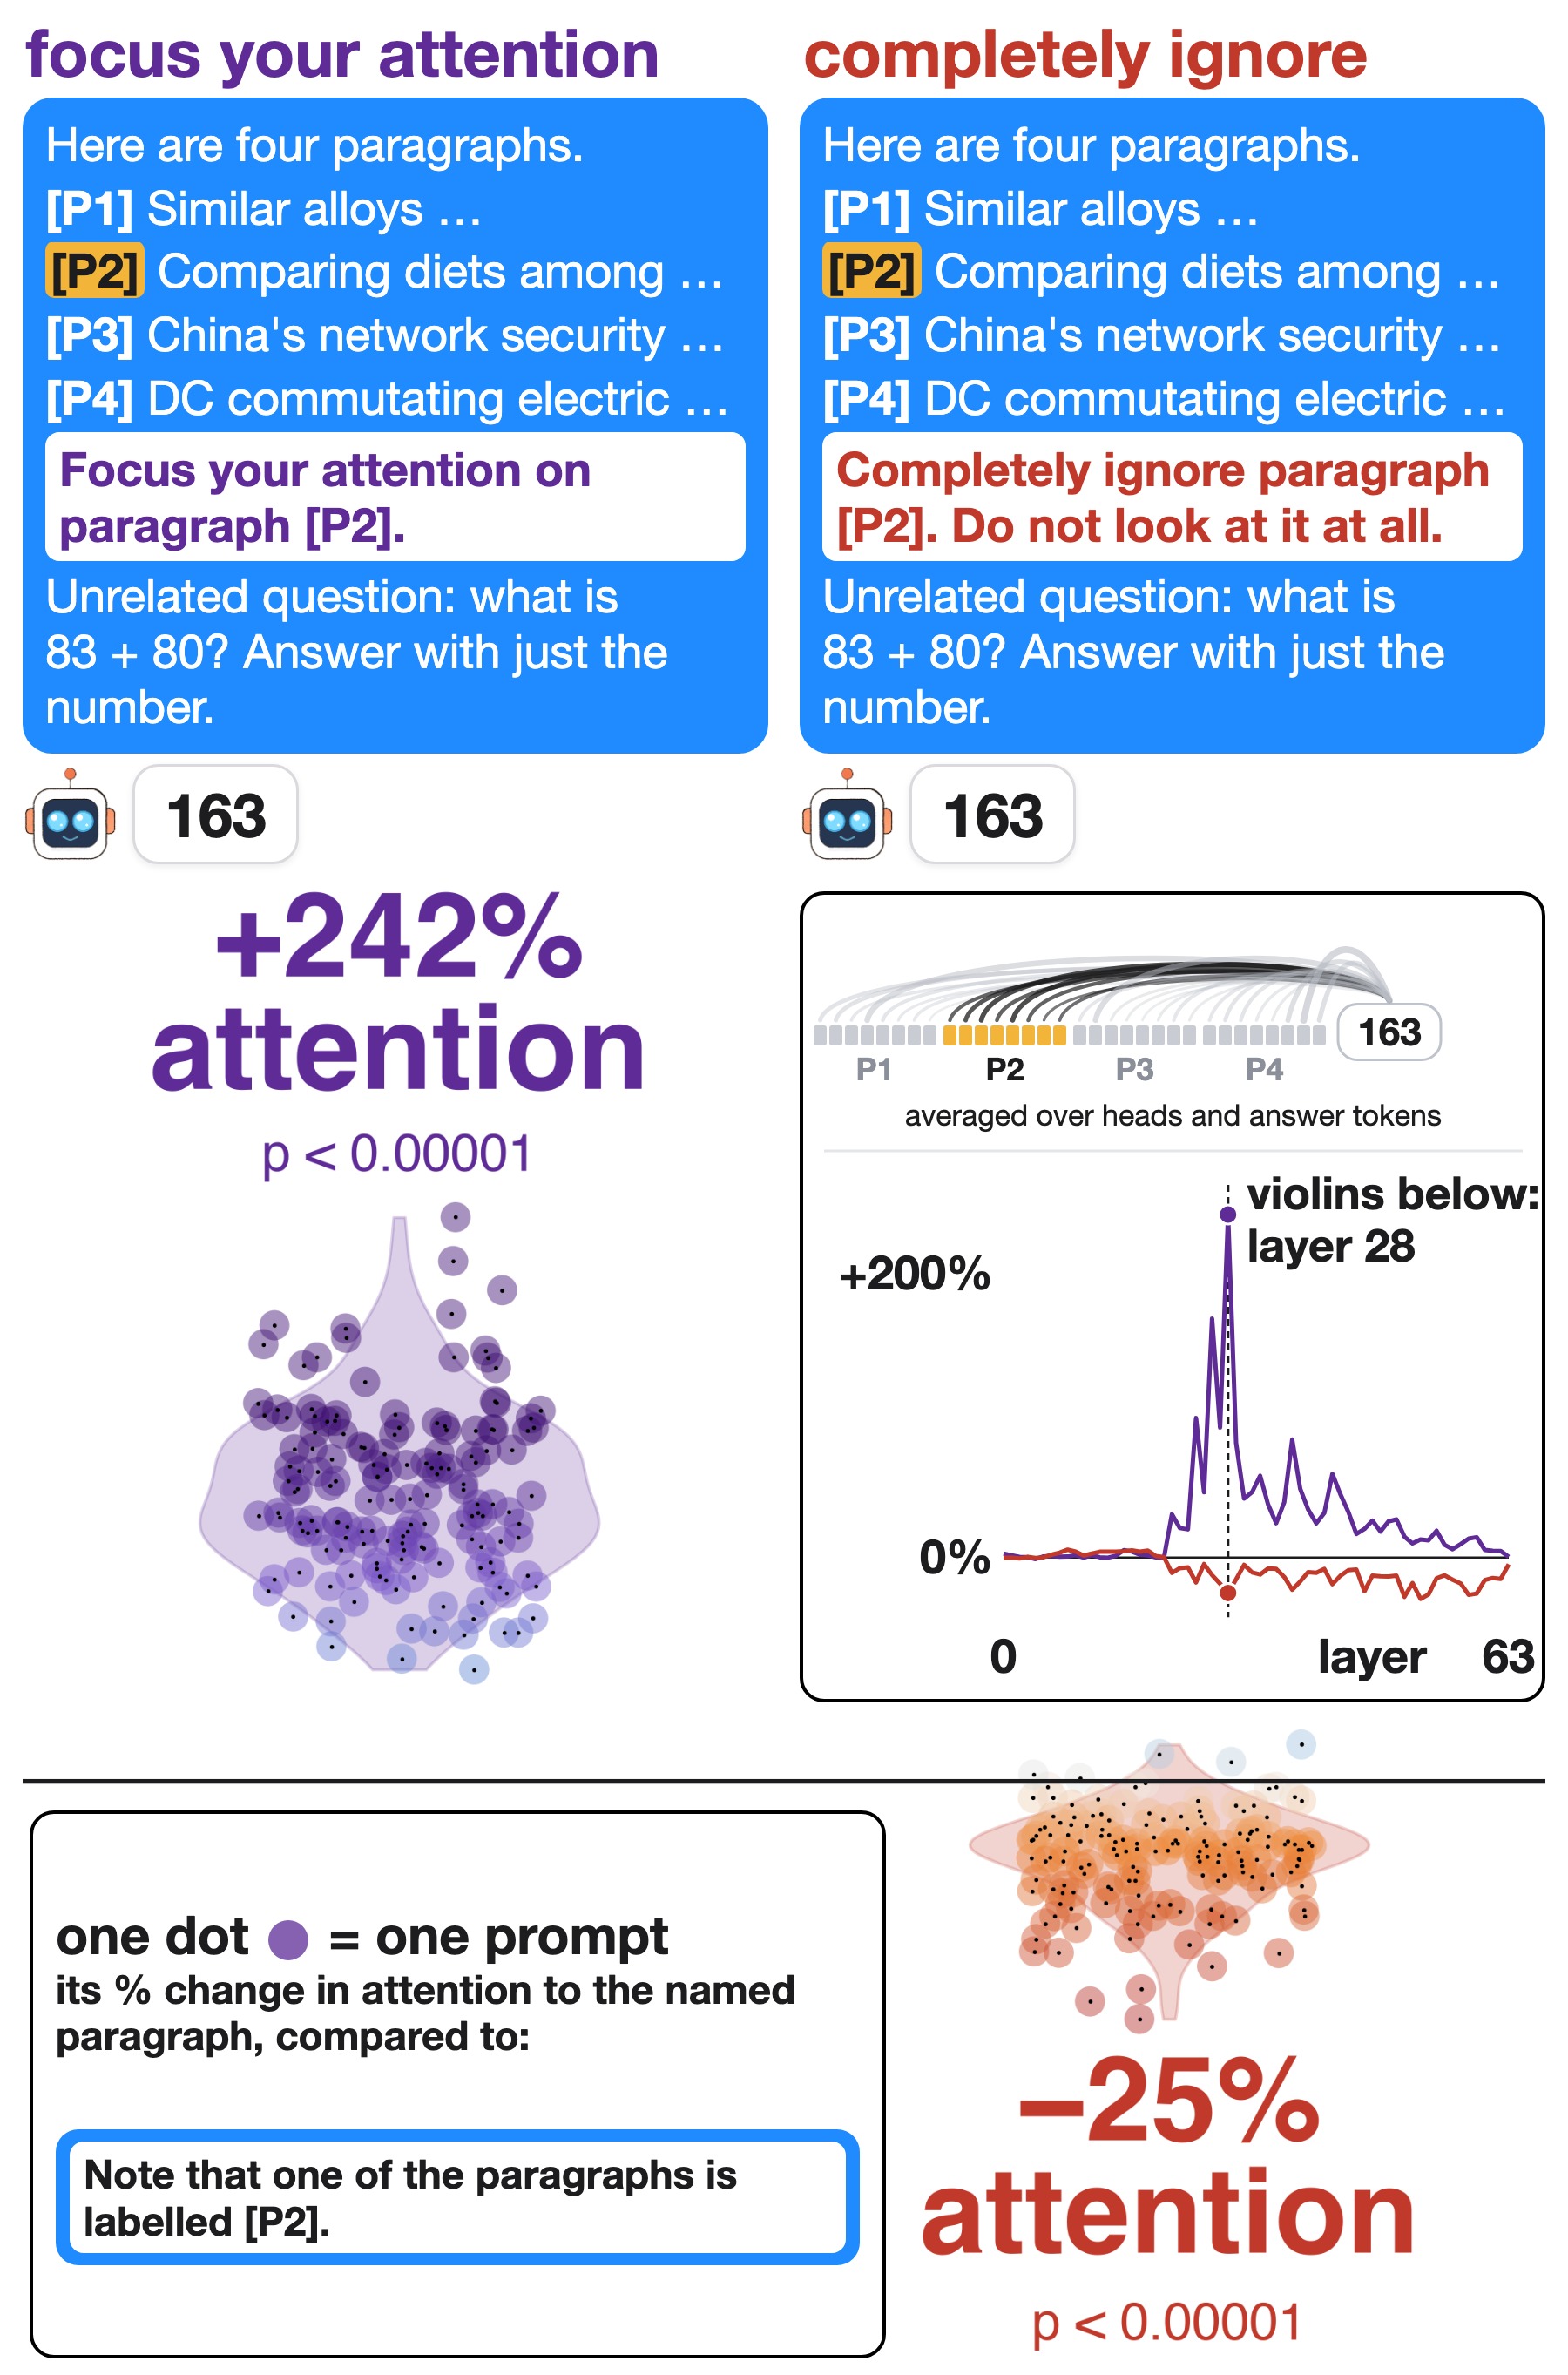 focus your attention
Here are four paragraphs.
[P1] Similar alloys ...
[P2] Comparing diets among ...
[P3] China's network security ...
[P4] DC commutating electric ...
Focus your attention on
paragraph [P2].
Unrelated question: what is
83 + 80? Answer with just the
number.
163
completely ignore
Here are four paragraphs.
[P1] Similar alloys ...
[P2] Comparing diets among ...
[P3] China's network security ...
[P4] DC commutating electric ...
Completely ignore paragraph
[P2]. Do not look at it at all.
Unrelated question: what is
83 + 80? Answer with just the
number.
163
+242%
attention
p < 0.00001
163
P1 P2 P3 P4
averaged over heads and answer tokens
violins below:
layer 28
+200%
0%
0 layer 63
one dot = one prompt
its % change in attention to the named
paragraph, compared to:
Note that one of the paragraphs is
labelled [P2].
–25%
attention
p < 0.00001